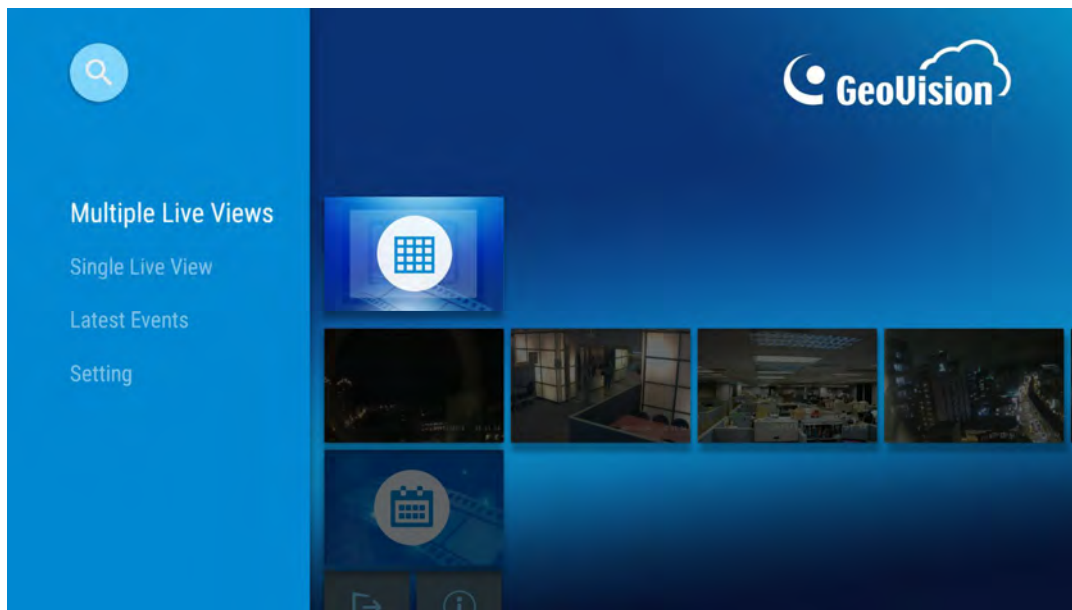 GeoVision
Multiple Live Views
Single Live View
Latest Events
Setting